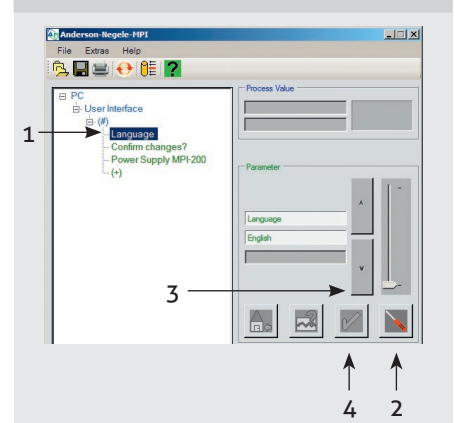 Anderson-Negele-MPI
File Extras Help
?
PC
User Interface
(#)
Language
Confirm changes?
Power Supply MPI-200
(+)
Process Value
Parameter
Language
English
1
3
4
2